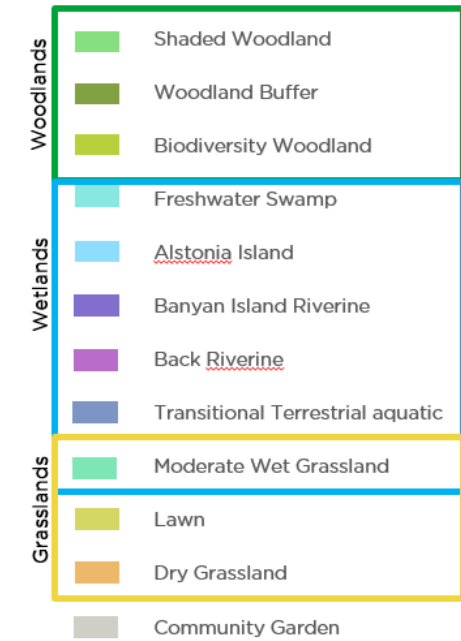 Woodlands
Shaded Woodland
Woodland Buffer
Biodiversity Woodland
Wetlands
Freshwater Swamp
Alstonia Island
Banyan Island Riverine
Back Riverine
Transitional Terrestrial aquatic
Grasslands
Moderate Wet Grassland
Lawn
Dry Grassland
Community Garden